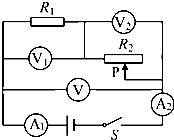 R₁ V₂
V₁ R₂
P
V
A₁ S A₂